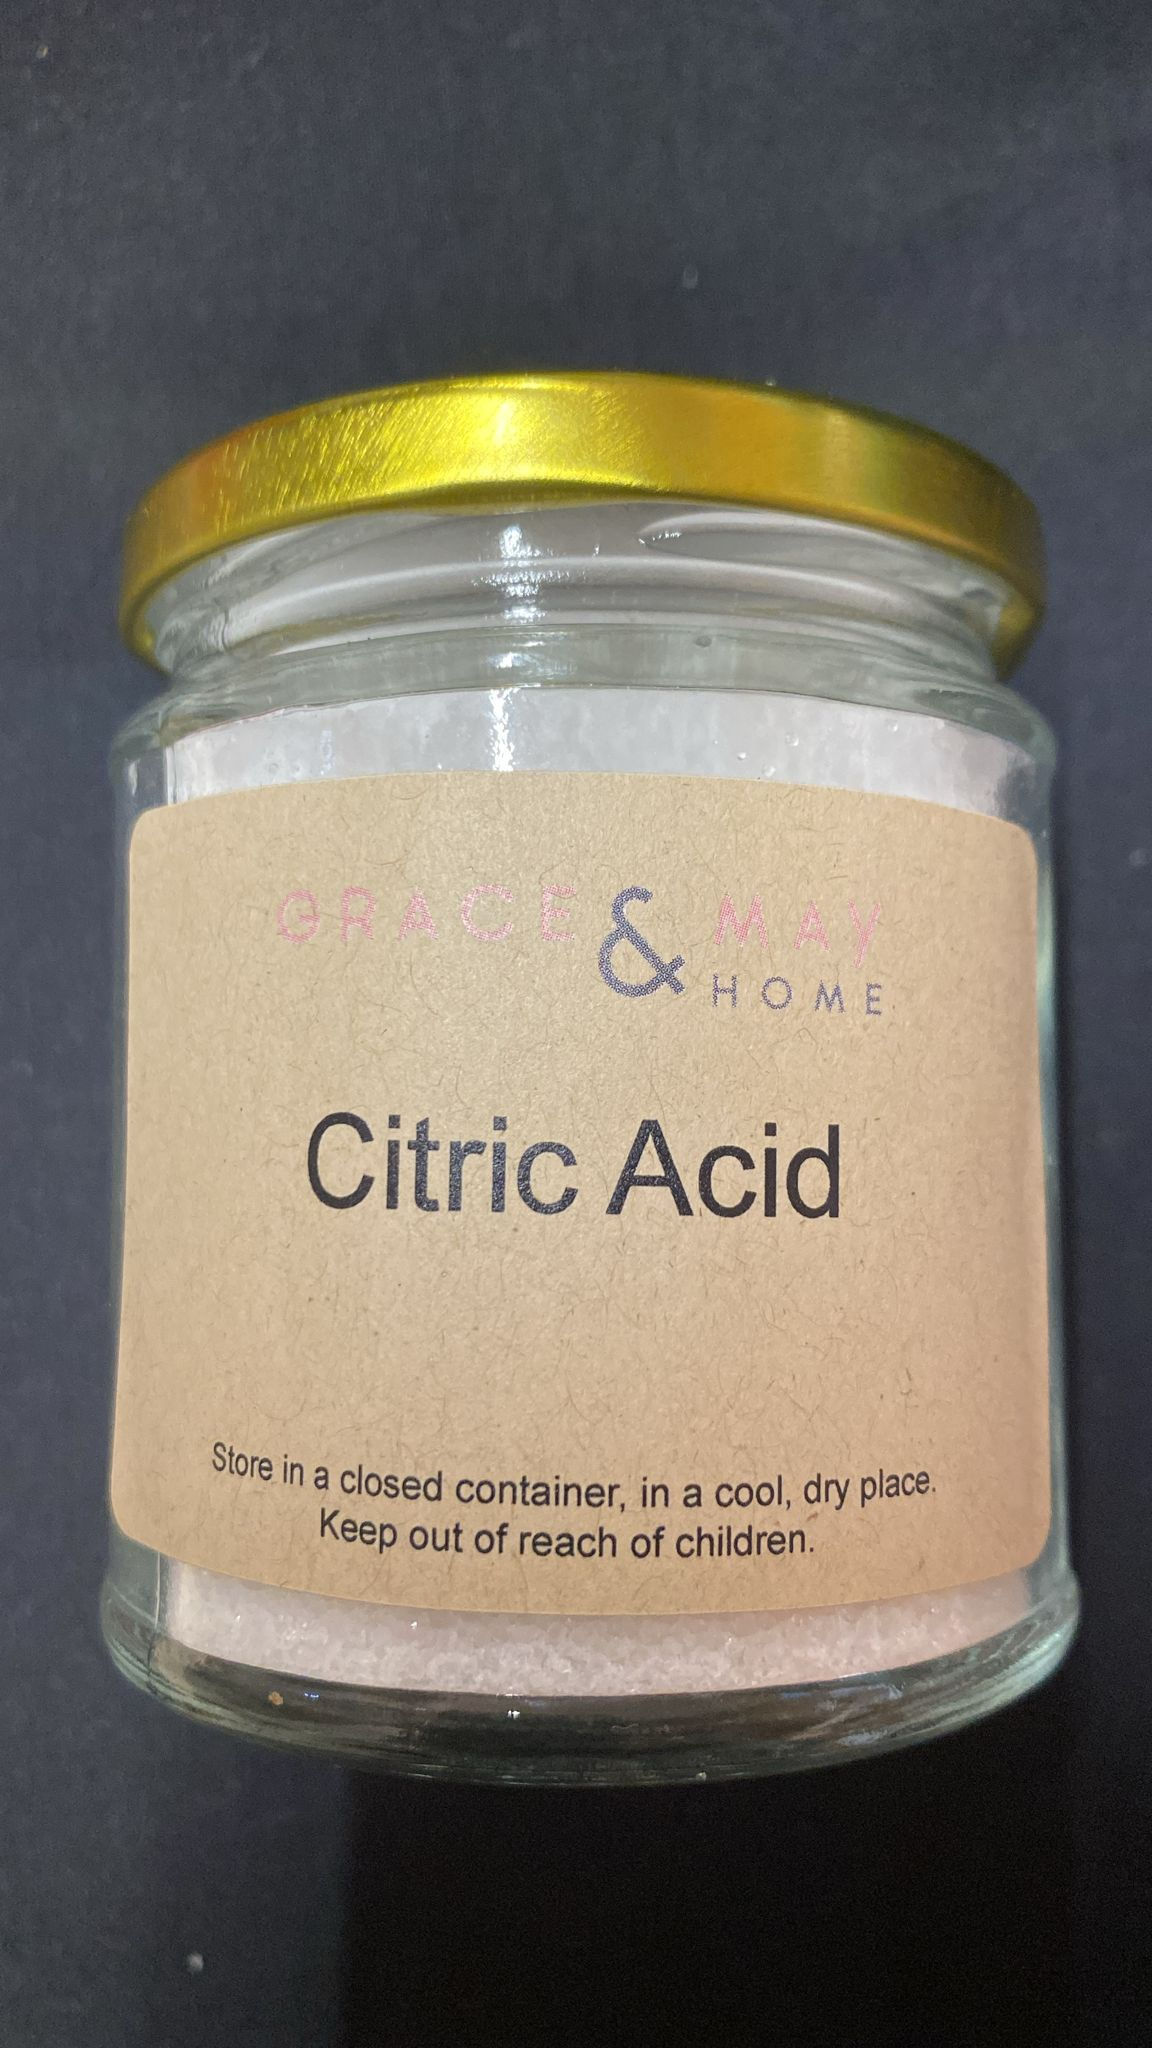 GRACE & MAY
HOME
Citric Acid
Store in a closed container, in a cool, dry place.
Keep out of reach of children.